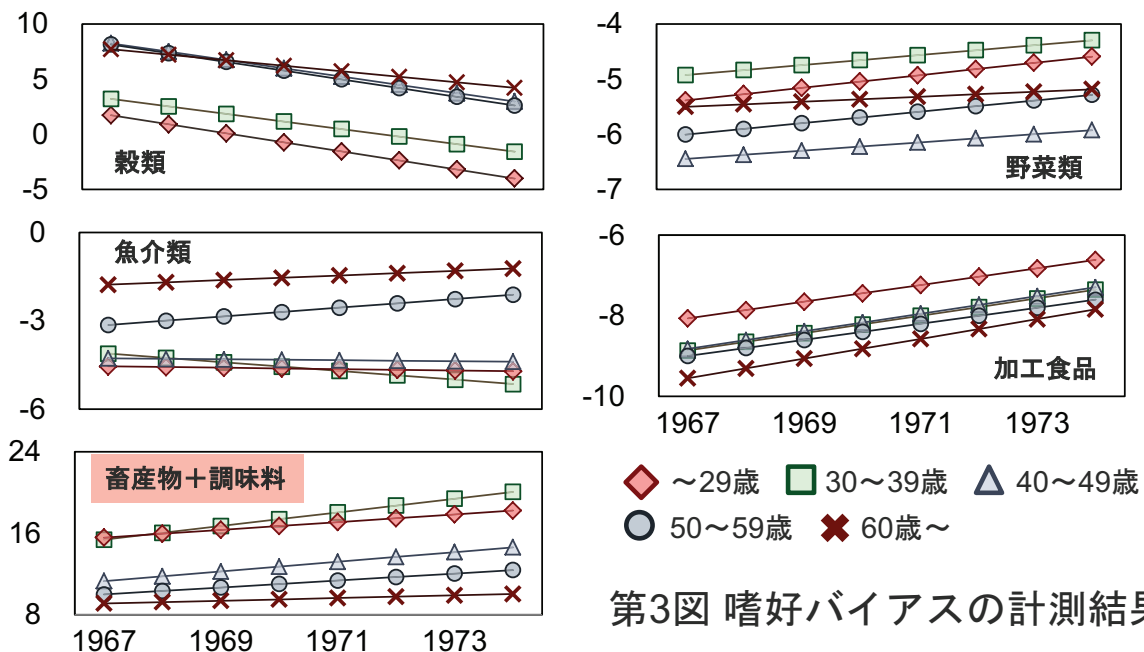 10
5
0
-5
穀類
-4
-5
-6
-7
野菜類
0
-3
-6
魚介類
-6
-8
-10
加工食品
1967 1969 1971 1973
24
16
8
畜産物＋調味料
1967 1969 1971 1973
～29歳 30～39歳 40～49歳
50～59歳 60歳～
第3図 嗜好バイアスの計測結果